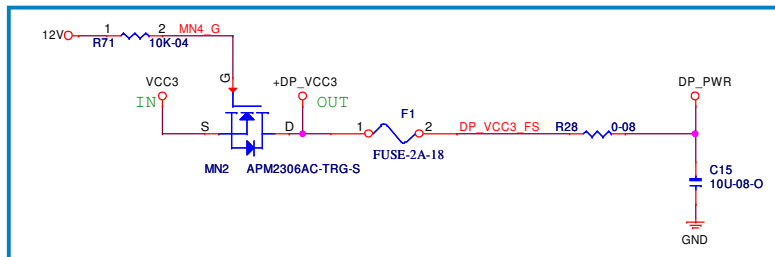 12V 1 2 MN4_G
R71 10K-04
VCC3 G +DP_VCC3 DP_PWR
IN OUT
F1
S D 1 2 DP_VCC3_FS R28 0-08
FUSE-2A-18
MN2 APM2306AC-TRG-S
C15
10U-08-O
GND